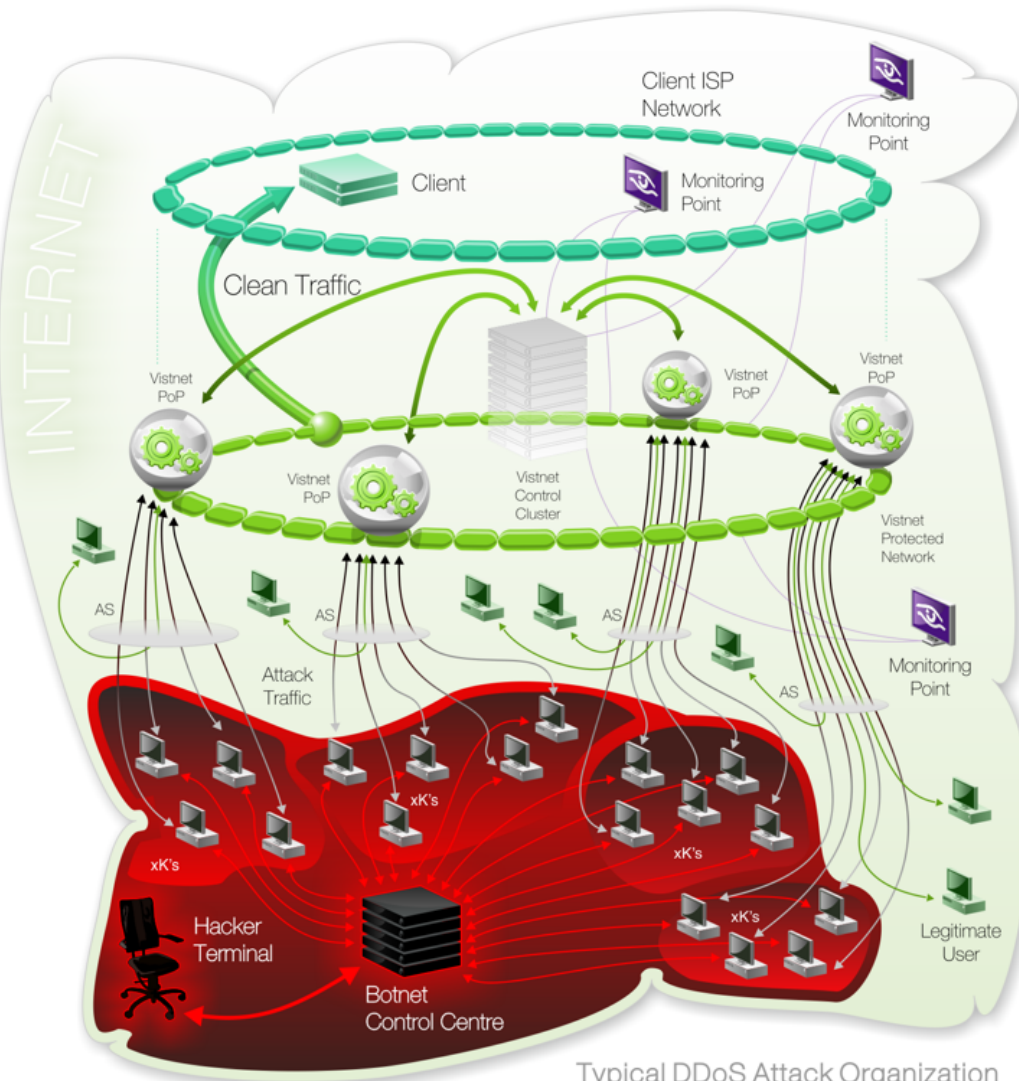 Client ISP
Network
Monitoring
Point
Client
Monitoring
Point
INTERNET
Clean Traffic
Vistnet
PoP
Vistnet
PoP
Vistnet
PoP
Vistnet
PoP
Vistnet
Control
Cluster
Vistnet
Protected
Network
AS
AS
AS
AS
Attack
Traffic
Monitoring
Point
xK's
xK's
xK's
xK's
Hacker
Terminal
Legitimate
User
Botnet
Control Centre
Typical DDoS Attack Organization